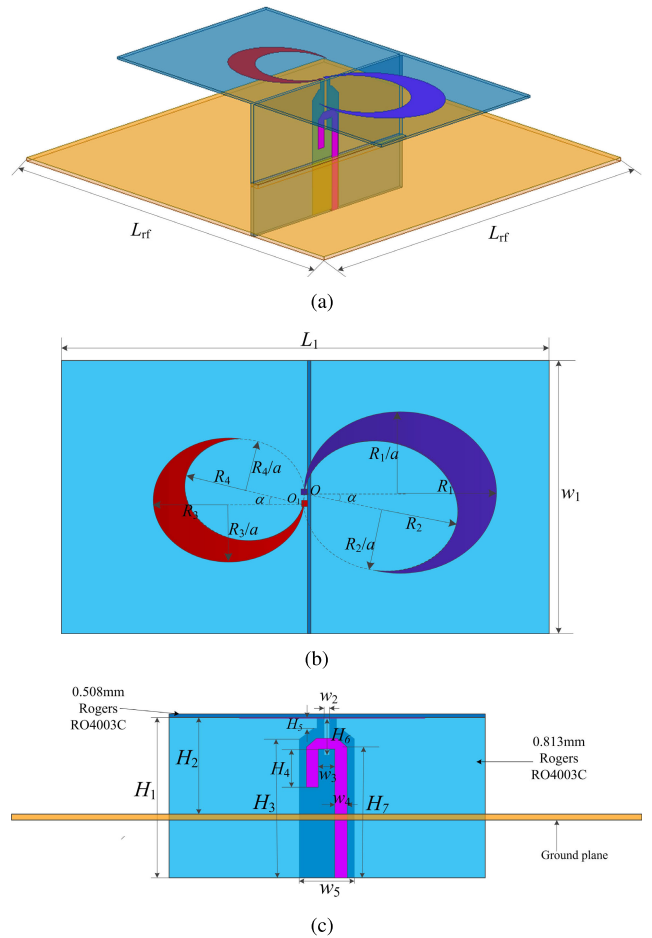 L_rf
L_rf
(a)
L_1
R_1/a
R_4/a
R_4
R_1
w_1
O
O_1
α
α
R_3
R_2
R_3/a
R_2/a
(b)
0.508mm
Rogers
RO4003C
w_2
H_5
H_6
0.813mm
Rogers
RO4003C
H_2
H_4
w_3
H_1
H_3
w_4
H_7
Ground plane
w_5
(c)